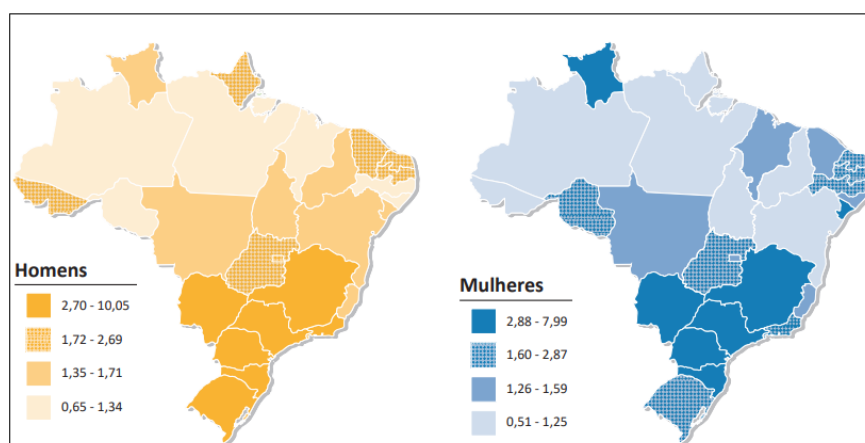 Homens
2,70 - 10,05
1,72 - 2,69
1,35 - 1,71
0,65 - 1,34
Mulheres
2,88 - 7,99
1,60 - 2,87
1,26 - 1,59
0,51 - 1,25